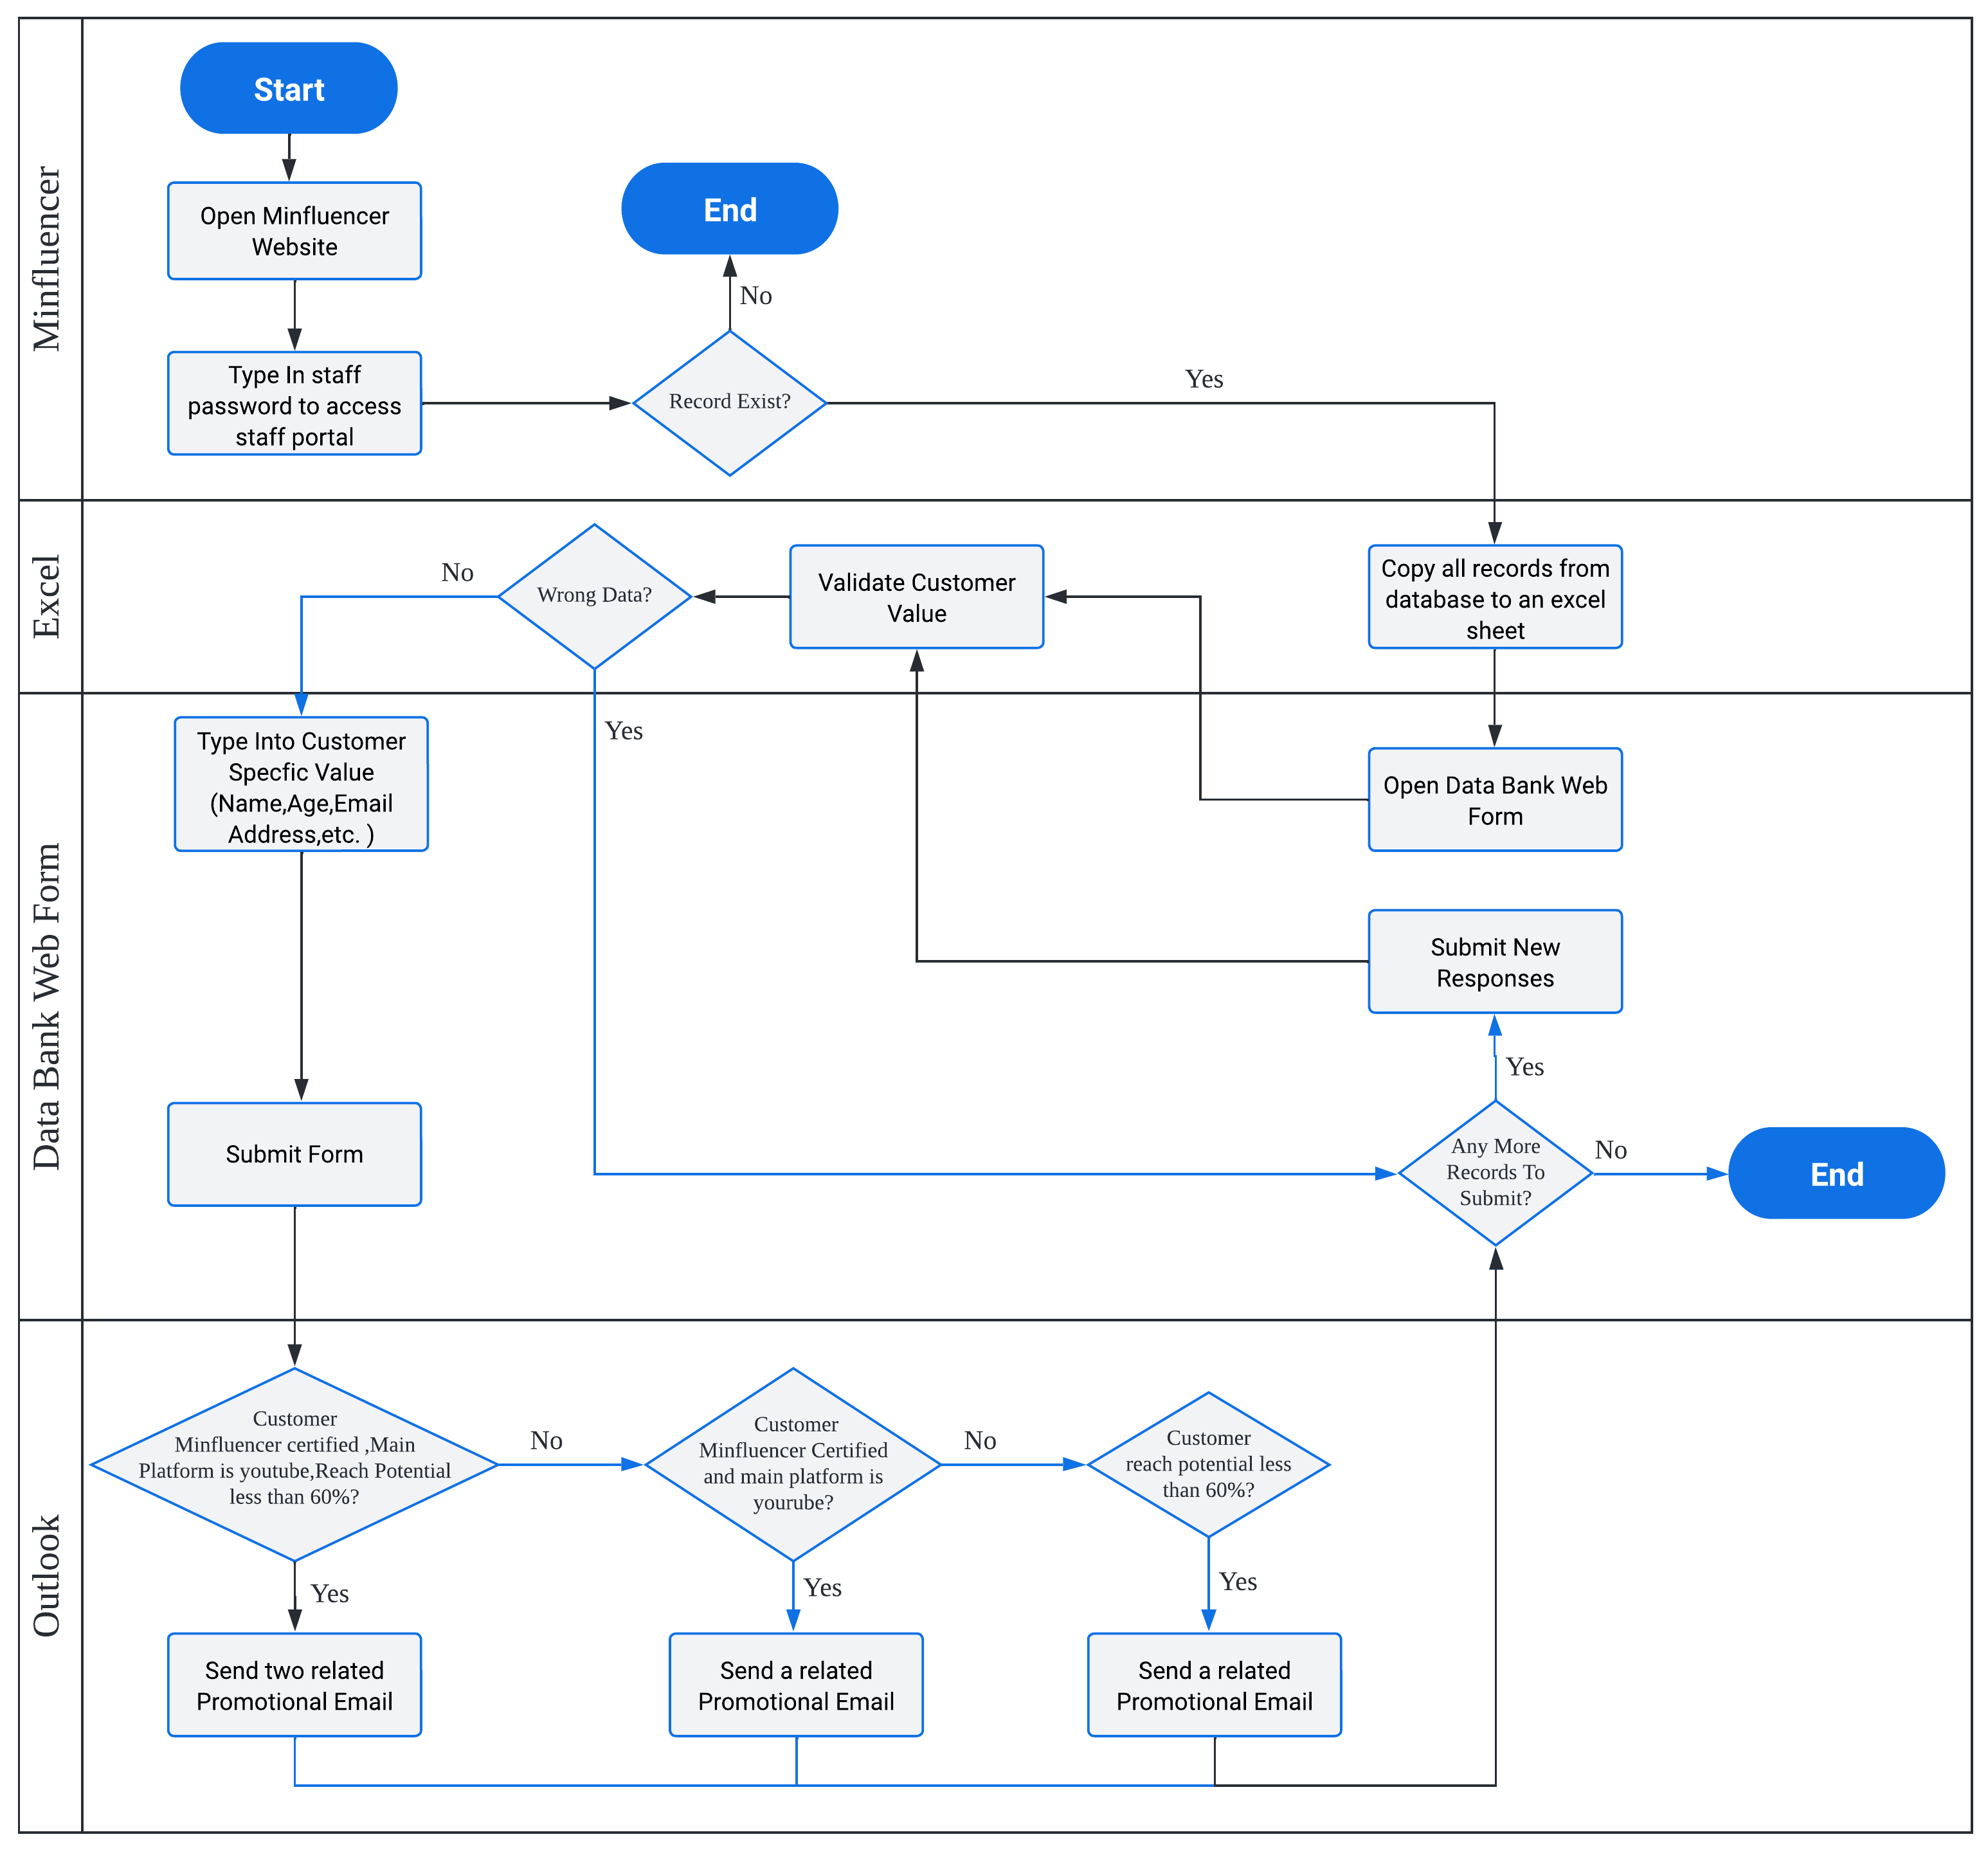 Minfluencer
Start
Open Minfluencer
Website
Type In staff
password to access
staff portal
End
No
Record Exist?
Yes
Excel
No
Wrong Data?
Validate Customer
Value
Copy all records from
database to an excel
sheet
Data Bank Web Form
Type Into Customer
Specfic Value
(Name,Age,Email
Address,etc. )
Yes
Open Data Bank Web
Form
Submit New
Responses
Yes
Submit Form
Any More
Records To
Submit?
No
End
Outlook
Customer
Minfluencer certified ,Main
Platform is youtube,Reach Potential
less than 60%?
No
Customer
Minfluencer Certified
and main platform is
yourube?
No
Customer
reach potential less
than 60%?
Yes
Yes
Yes
Send two related
Promotional Email
Send a related
Promotional Email
Send a related
Promotional Email